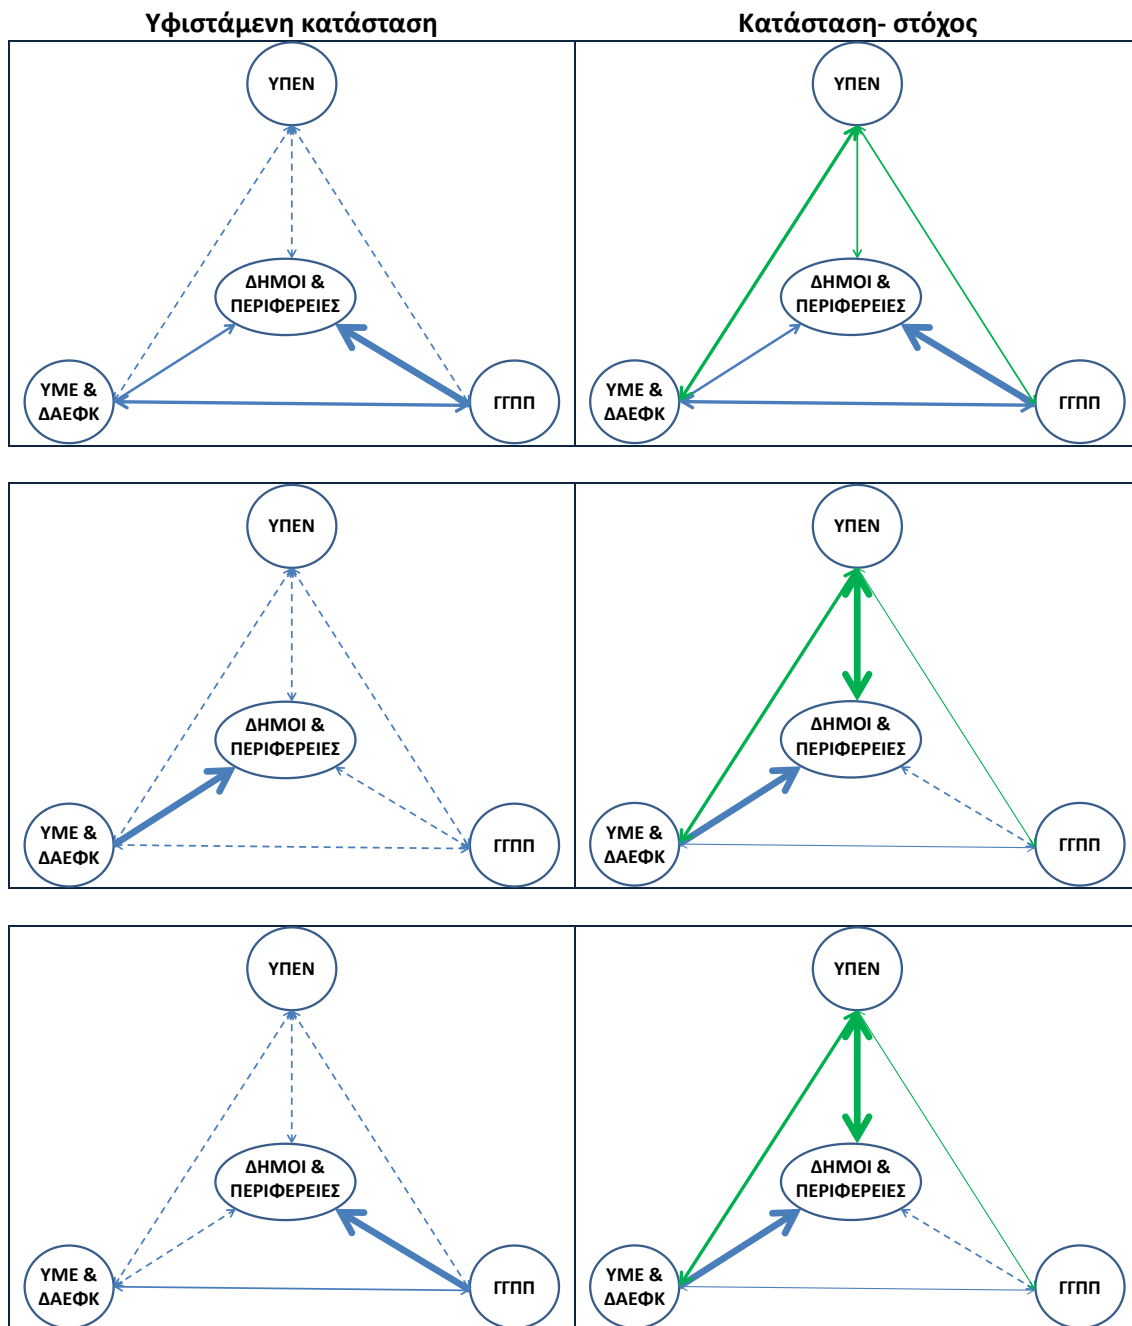 Υφιστάμενη κατάσταση
Κατάσταση- στόχος
ΥΠΕΝ
ΔΗΜΟΙ &
ΠΕΡΙΦΕΡΕΙΕΣ
ΥΜΕ &
ΔΑΕΦΚ
ΓΓΠΠ
ΥΠΕΝ
ΔΗΜΟΙ &
ΠΕΡΙΦΕΡΕΙΕΣ
ΥΜΕ &
ΔΑΕΦΚ
ΓΓΠΠ
ΥΠΕΝ
ΔΗΜΟΙ &
ΠΕΡΙΦΕΡΕΙΕΣ
ΥΜΕ &
ΔΑΕΦΚ
ΓΓΠΠ
ΥΠΕΝ
ΔΗΜΟΙ &
ΠΕΡΙΦΕΡΕΙΕΣ
ΥΜΕ &
ΔΑΕΦΚ
ΓΓΠΠ
ΥΠΕΝ
ΔΗΜΟΙ &
ΠΕΡΙΦΕΡΕΙΕΣ
ΥΜΕ &
ΔΑΕΦΚ
ΓΓΠΠ
ΥΠΕΝ
ΔΗΜΟΙ &
ΠΕΡΙΦΕΡΕΙΕΣ
ΥΜΕ &
ΔΑΕΦΚ
ΓΓΠΠ